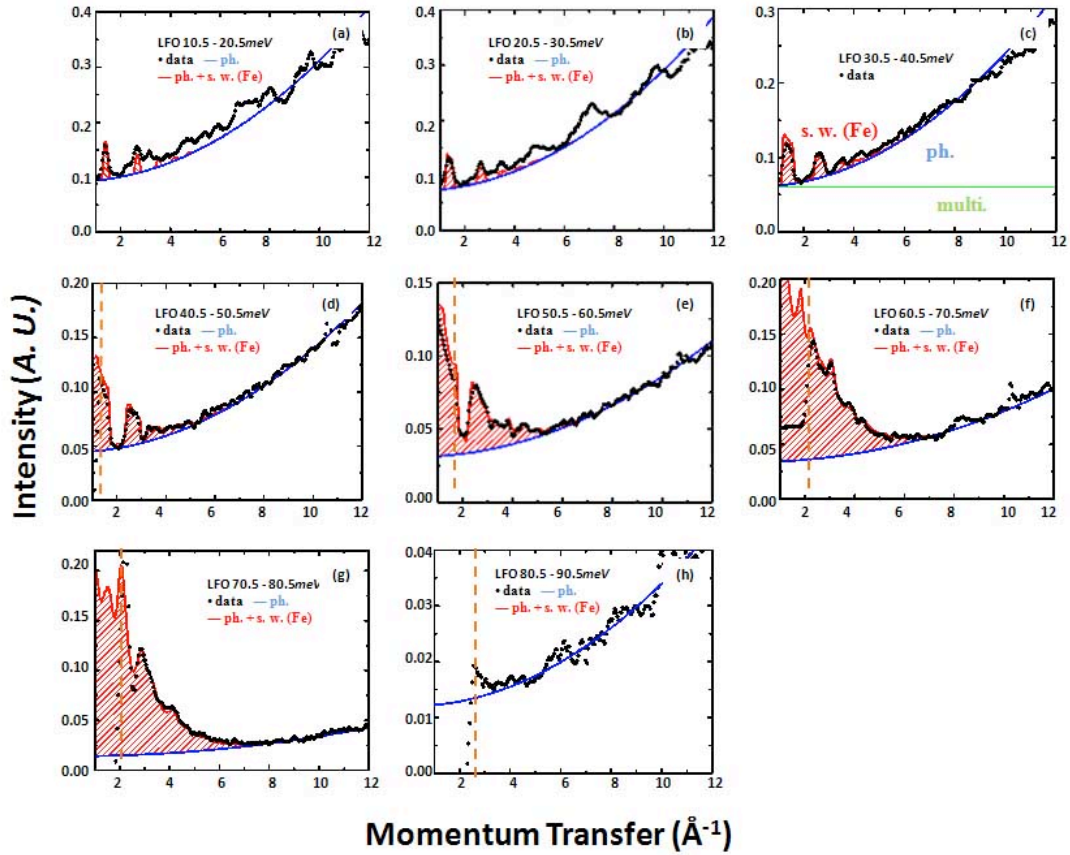 (a)
LFO 10.5 - 20.5meV
• data — ph.
— ph. + s. w. (Fe)
0.4
0.3
0.2
0.1
0.0
2 4 6 8 10 12
(b)
LFO 20.5 - 30.5meV
• data — ph.
— ph. + s. w. (Fe)
0.4
0.3
0.2
0.1
0.0
2 4 6 8 10 12
(c)
LFO 30.5 - 40.5meV
• data
s. w. (Fe)
ph.
multi.
0.3
0.2
0.1
0.0
2 4 6 8 10 12
Intensity (A. U.)
(d)
LFO 40.5 - 50.5meV
• data — ph.
— ph. + s. w. (Fe)
0.20
0.15
0.10
0.05
0.00
2 4 6 8 10 12
(e)
LFO 50.5 - 60.5meV
• data — ph.
— ph. + s. w. (Fe)
0.15
0.10
0.05
0.00
2 4 6 8 10 12
(f)
LFO 60.5 - 70.5meV
• data — ph.
— ph. + s. w. (Fe)
0.20
0.15
0.10
0.05
0.00
2 4 6 8 10 12
(g)
LFO 70.5 - 80.5meV
• data — ph.
— ph. + s. w. (Fe)
0.20
0.15
0.10
0.05
0.00
2 4 6 8 10 12
(h)
LFO 80.5 - 90.5meV
• data — ph.
— ph. + s. w. (Fe)
0.04
0.03
0.02
0.01
0.00
2 4 6 8 10 12
Momentum Transfer (Å⁻¹)